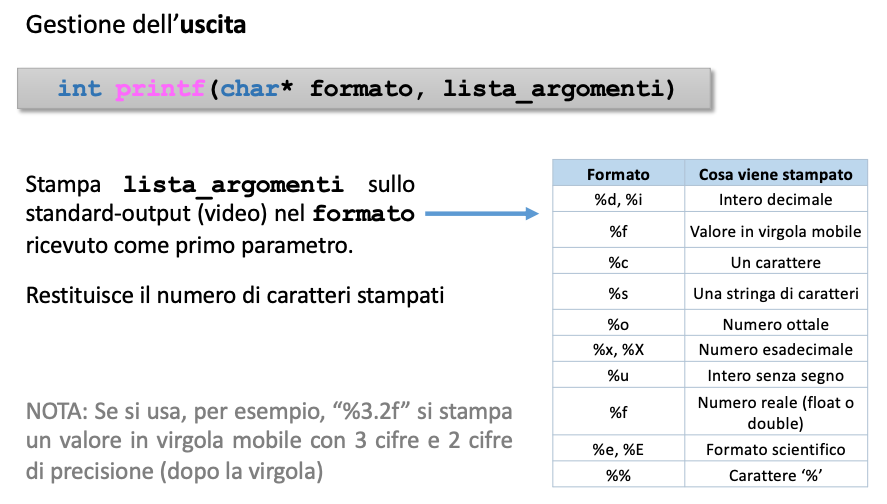 Gestione dell'uscita
int printf(char* formato, lista_argomenti)
Stampa lista_argomenti sullo
standard-output (video) nel formato
ricevuto come primo parametro.
Restituisce il numero di caratteri stampati
NOTA: Se si usa, per esempio, “%3.2f” si stampa
un valore in virgola mobile con 3 cifre e 2 cifre
di precisione (dopo la virgola)
Formato Cosa viene stampato
%d, %i Intero decimale
%f Valore in virgola mobile
%c Un carattere
%s Una stringa di caratteri
%o Numero ottale
%x, %X Numero esadecimale
%u Intero senza segno
%f Numero reale (float o
double)
%e, %E Formato scientifico
%% Carattere ‘%’